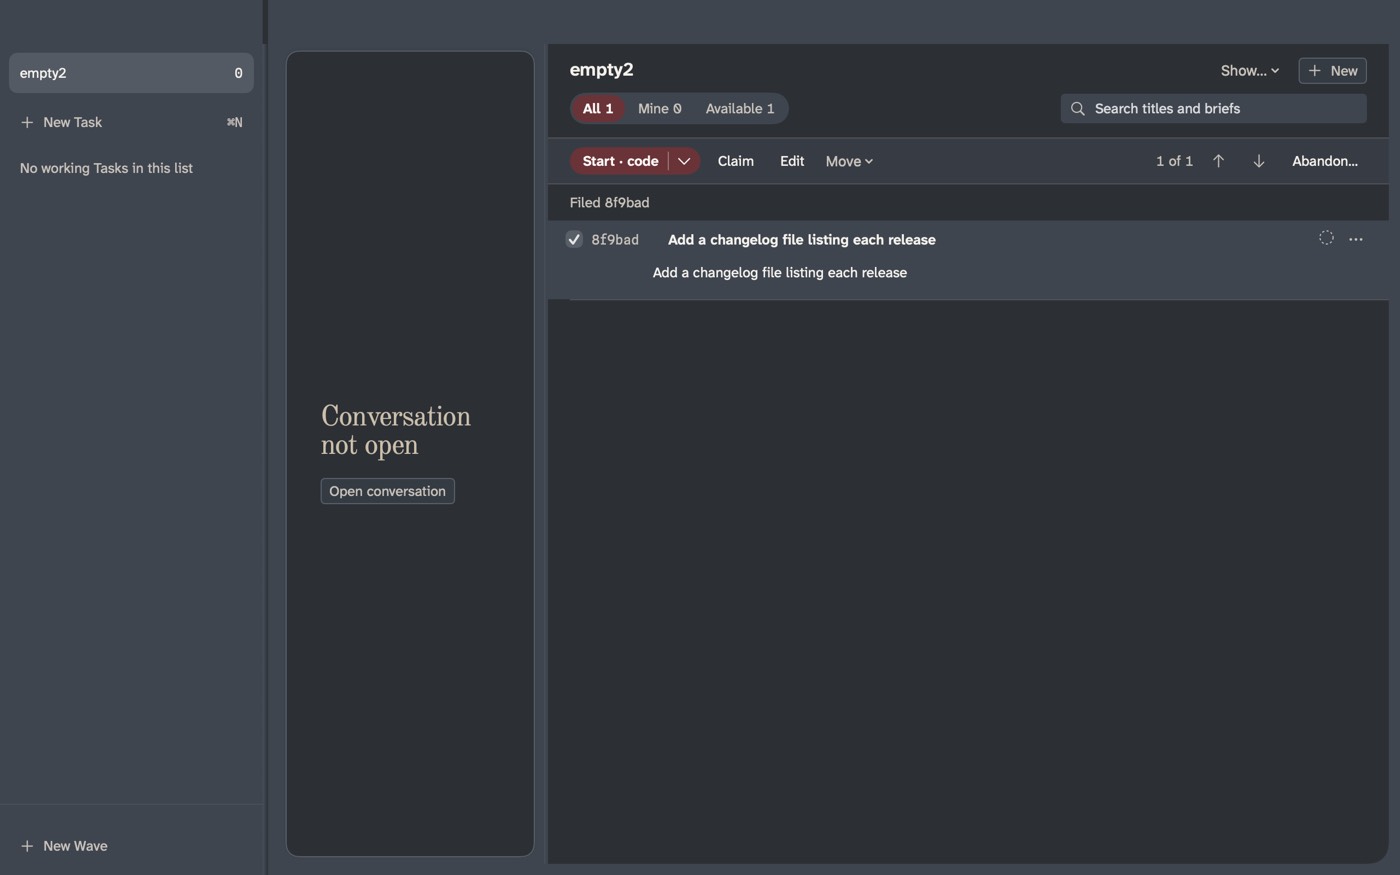 empty2 0
New Task ⌘N
No working Tasks in this list
New Wave
Conversation
not open
Open conversation
empty2
Show... New
All 1 Mine 0 Available 1
Search titles and briefs
Start · code Claim Edit Move 1 of 1 Abandon...
Filed 8f9bad
8f9bad Add a changelog file listing each release
Add a changelog file listing each release